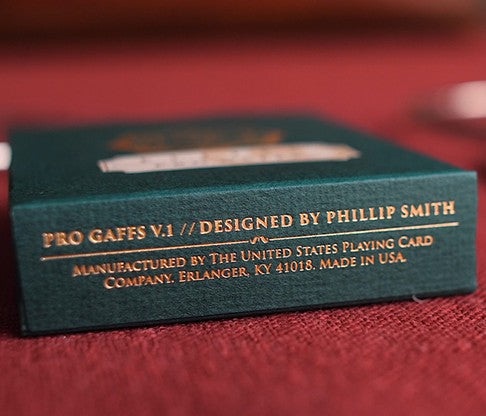 PRO GAFFS V.1 // DESIGNED BY PHILLIP SMITH
MANUFACTURED BY THE UNITED STATES PLAYING CARD
COMPANY. ERLANGER, KY 41018. MADE IN USA.